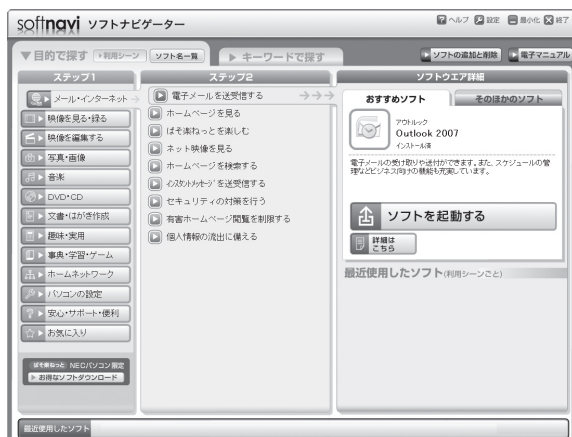 softnavi ソフトナビゲーター
ヘルプ 設定 最小化 終了
▼目的で探す ▶利用シーン ソフト名一覧 ▶ キーワードで探す
ソフトの追加と削除 電子マニュアル
ステップ1
メール・インターネット
映像を見る・録る
映像を編集する
写真・画像
音楽
DVD・CD
文書・はがき作成
趣味・実用
事典・学習・ゲーム
ホームネットワーク
パソコンの設定
安心・サポート・便利
お気に入り
ぱそ楽ねっと NECパソコン限定
▶お得なソフトダウンロード
ステップ2
電子メールを送受信する →→→
ホームページを見る
ぱそ楽ねっとを楽しむ
ネット映像を見る
ホームページを検索する
インスタントメッセージを送受信する
セキュリティの対策を行う
有害ホームページ閲覧を制限する
個人情報の流出に備える
ソフトウエア詳細
おすすめソフト そのほかのソフト
アウトルック
Outlook 2007
インストール済
電子メールの受け取りや送付ができます。また、スケジュールの管
理などビジネス向けの機能も充実しています。
ソフトを起動する
詳細は
こちら
最近使用したソフト(利用シーンごと)
最近使用したソフト